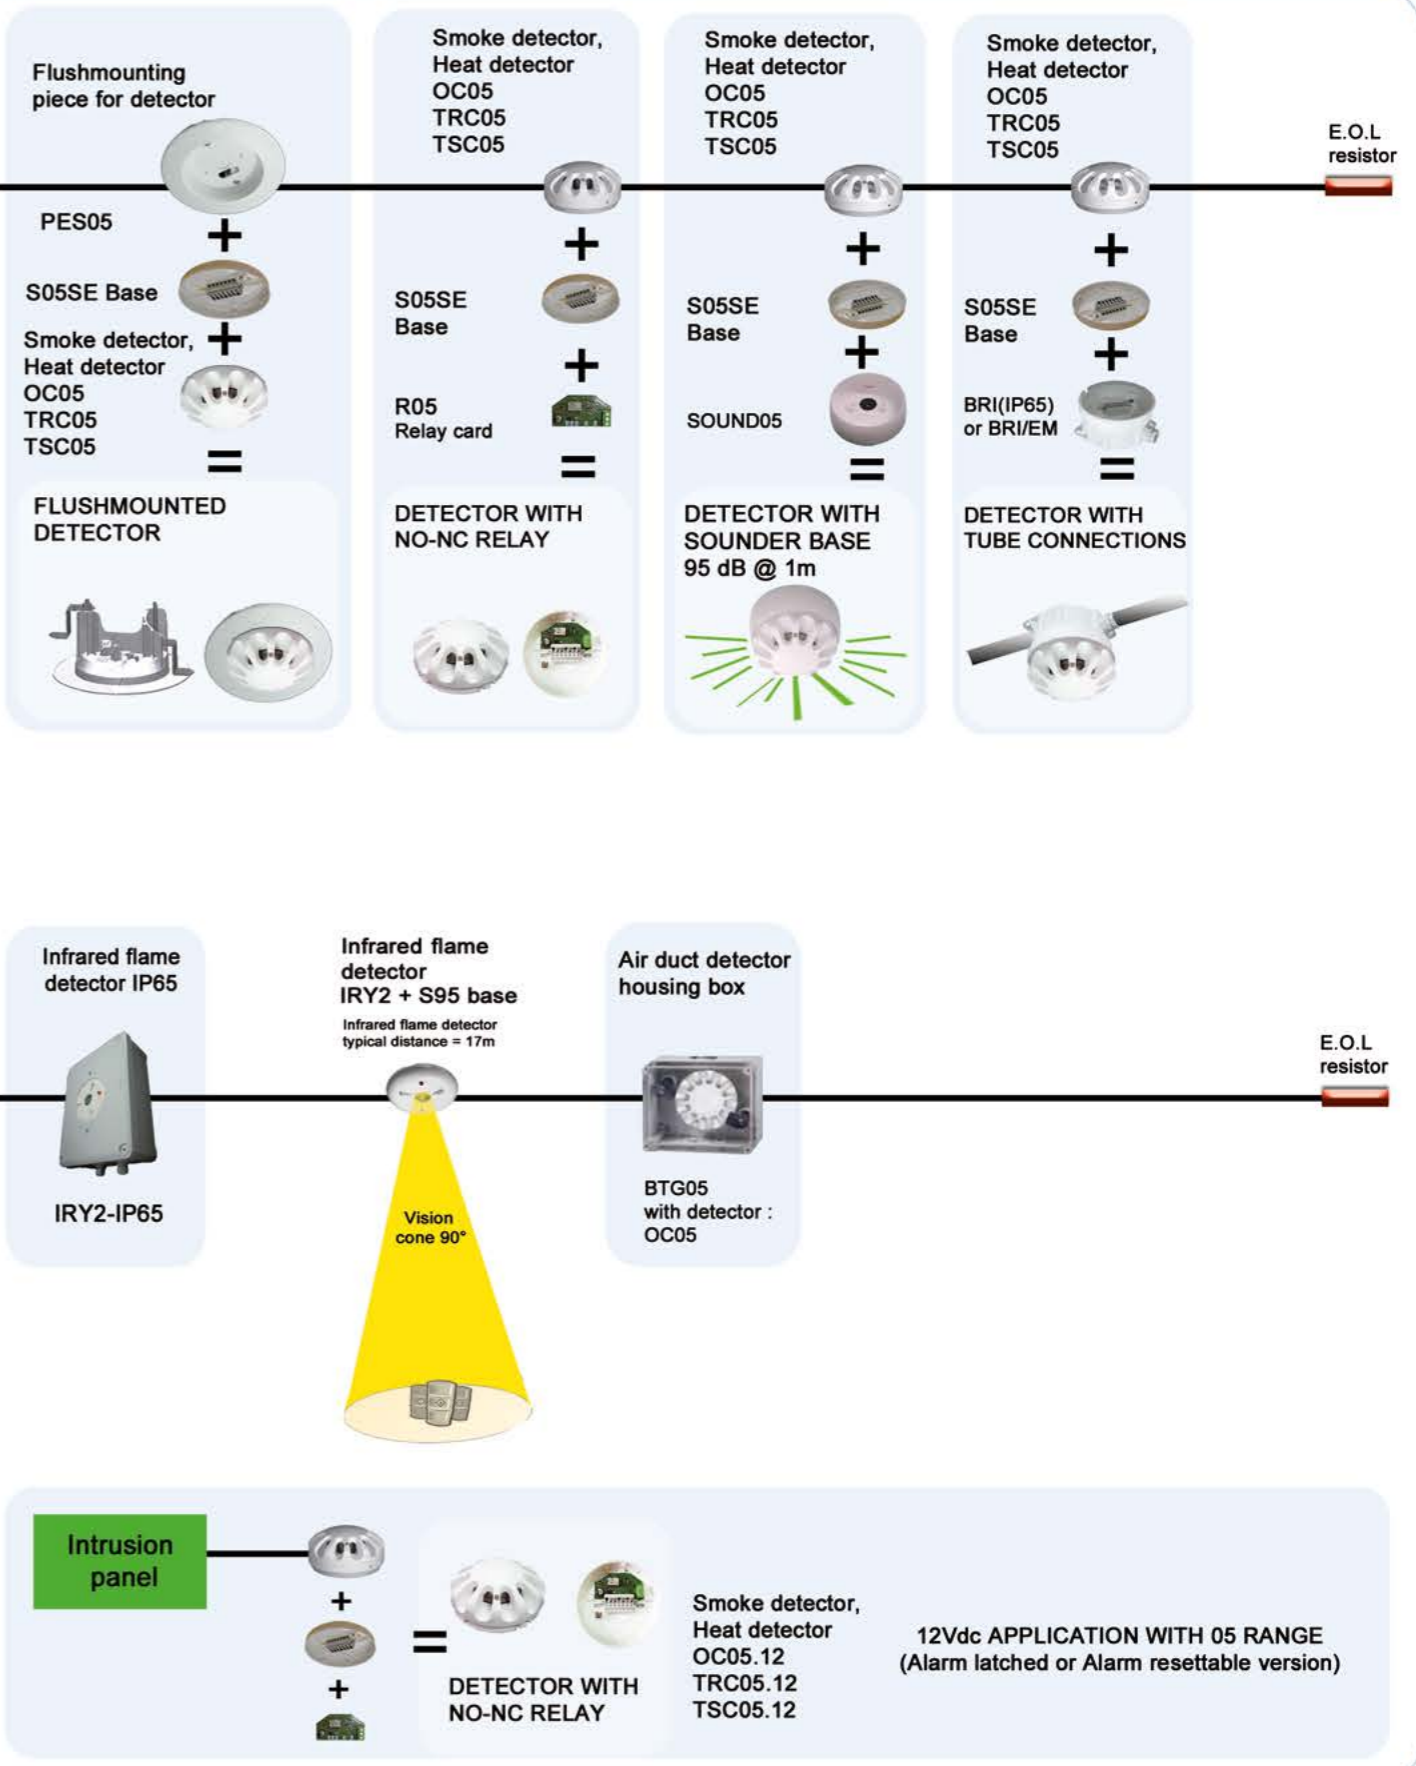 Flushmounting
piece for detector
PES05
S05SE Base
Smoke detector,
Heat detector
OC05
TRC05
TSC05
FLUSHMOUNTED
DETECTOR
Smoke detector,
Heat detector
OC05
TRC05
TSC05
S05SE
Base
R05
Relay card
DETECTOR WITH
NO-NC RELAY
Smoke detector,
Heat detector
OC05
TRC05
TSC05
S05SE
Base
SOUND05
DETECTOR WITH
SOUNDER BASE
95 dB @ 1m
Smoke detector,
Heat detector
OC05
TRC05
TSC05
S05SE
Base
BRI(IP65)
or BRI/EM
DETECTOR WITH
TUBE CONNECTIONS
E.O.L
resistor
Infrared flame
detector IP65
IRY2-IP65
Infrared flame
detector
IRY2 + S95 base
Infrared flame detector
typical distance = 17m
Vision
cone 90°
Air duct detector
housing box
BTG05
with detector :
OC05
E.O.L
resistor
Intrusion
panel
DETECTOR WITH
NO-NC RELAY
Smoke detector,
Heat detector
OC05.12
TRC05.12
TSC05.12
12Vdc APPLICATION WITH 05 RANGE
(Alarm latched or Alarm resettable version)